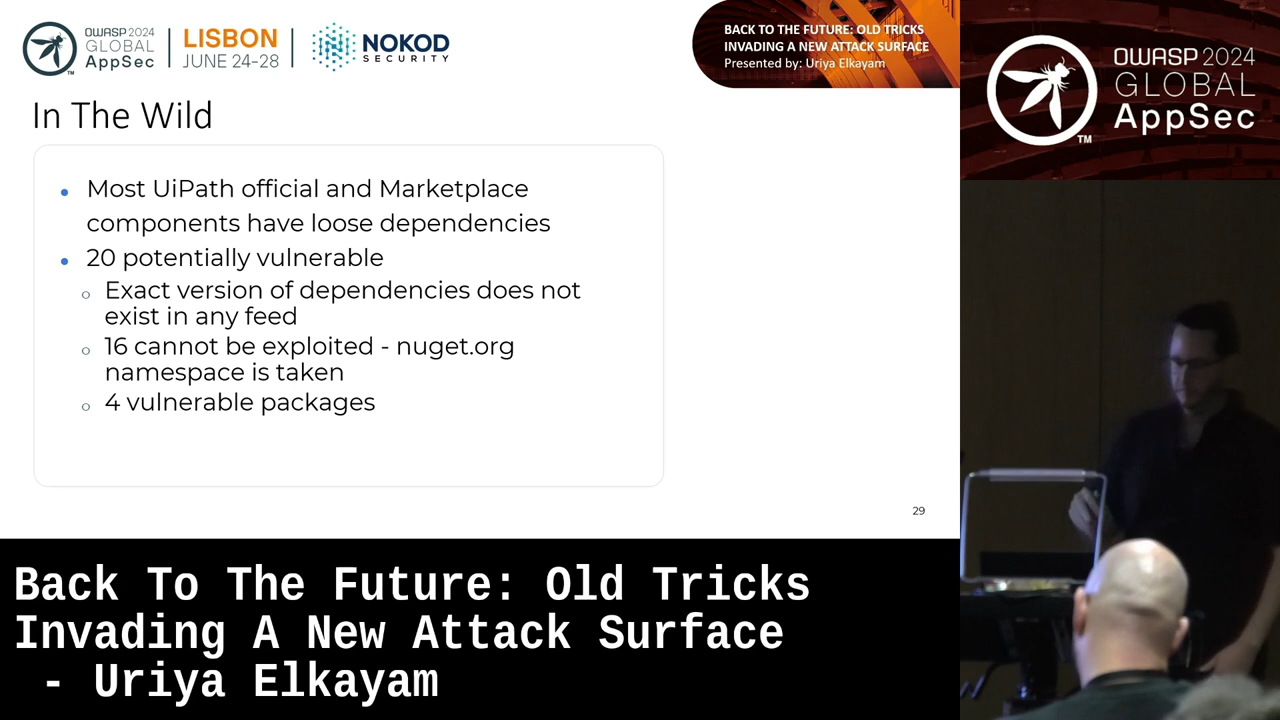 OWASP 2024
GLOBAL
AppSec
TM
LISBON
JUNE 24-28
NOKOD
SECURITY
BACK TO THE FUTURE: OLD TRICKS
INVADING A NEW ATTACK SURFACE
Presented by: Uriya Elkayam
In The Wild
• Most UiPath official and Marketplace
components have loose dependencies
• 20 potentially vulnerable
o Exact version of dependencies does not
exist in any feed
o 16 cannot be exploited - nuget.org
namespace is taken
o 4 vulnerable packages
29
OWASP 2024
GLOBAL
AppSec
TM
Back To The Future: Old Tricks
Invading A New Attack Surface
- Uriya Elkayam